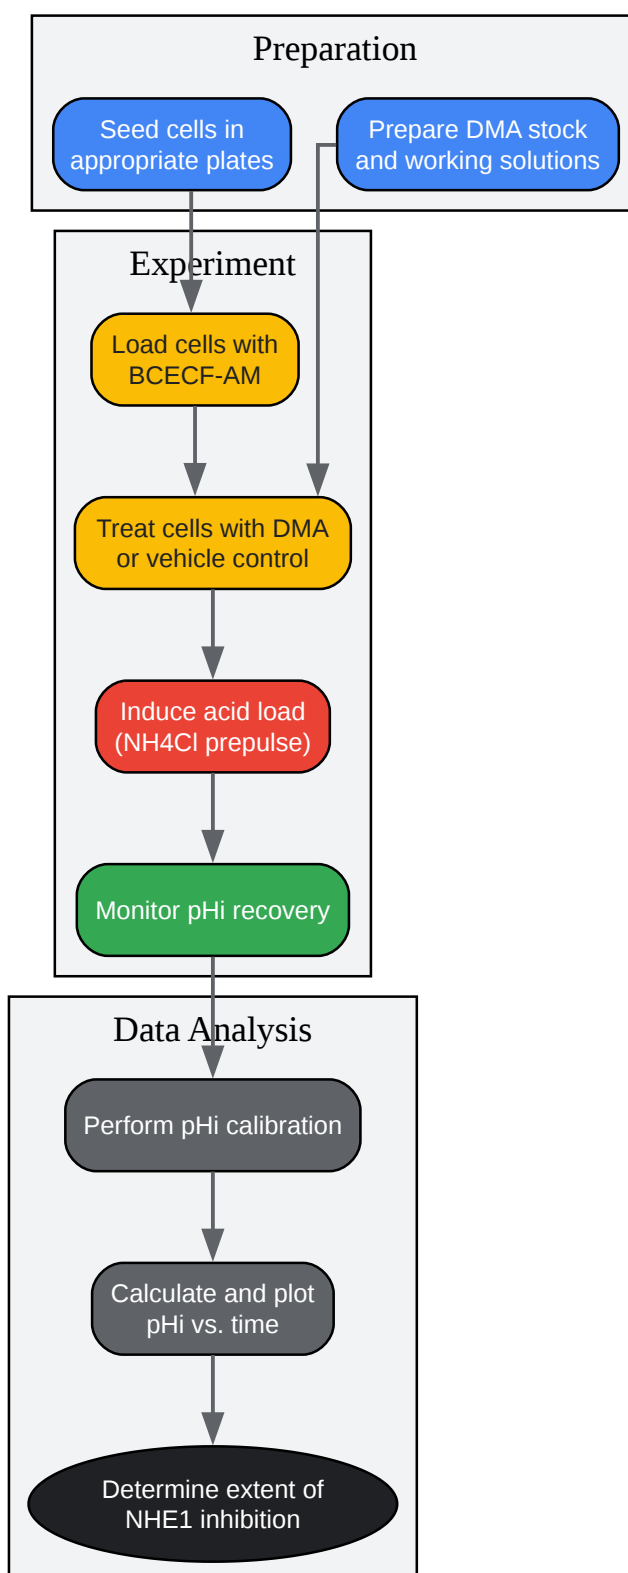 Preparation
Seed cells in
appropriate plates
Prepare DMA stock
and working solutions
Experiment
Load cells with
BCECF-AM
Treat cells with DMA
or vehicle control
Induce acid load
(NH4Cl prepulse)
Monitor pHi recovery
Data Analysis
Perform pHi calibration
Calculate and plot
pHi vs. time
Determine extent of
NHE1 inhibition